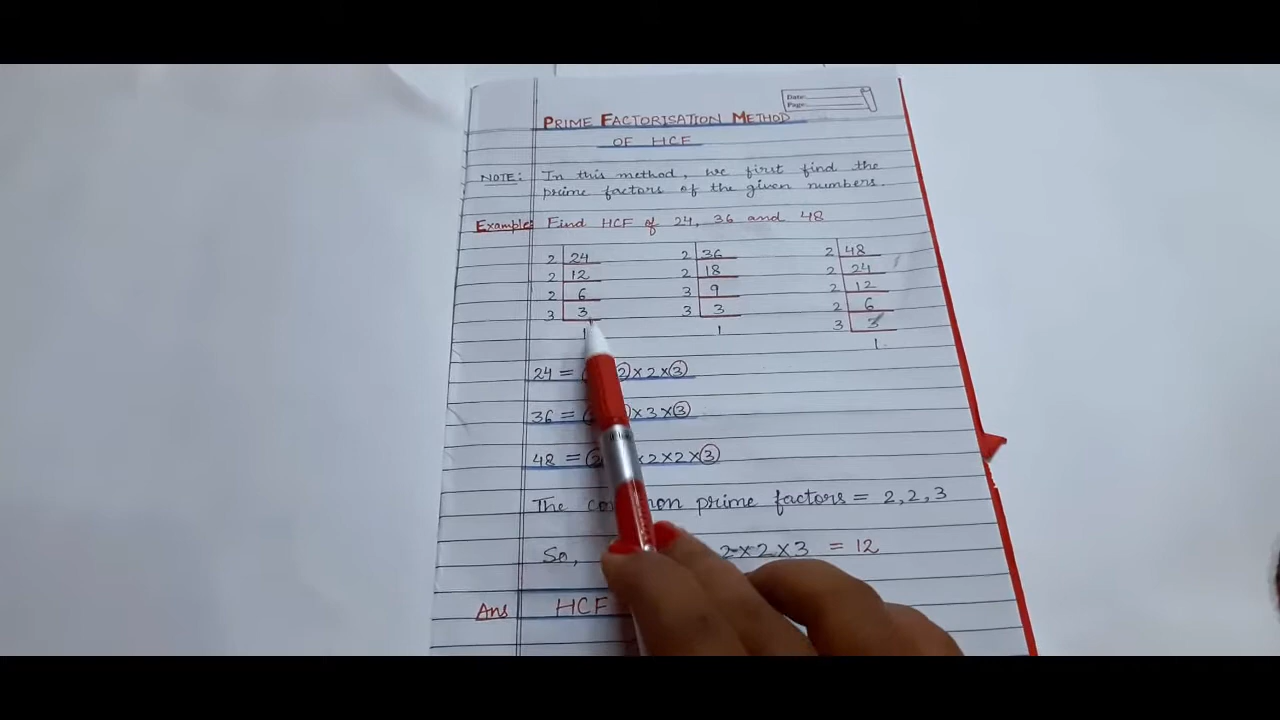 Date:
Page:
PRIME FACTORISATION METHOD
OF HCF
NOTE: In this method, we first find the
prime factors of the given numbers.
Example: Find HCF of 24, 36 and 48
2 24 2 36 2 48
2 12 2 18 2 24
2 6 3 9 2 12
3 3 3 3 2 6
1 1 3 3
1
24 = 2)×2×(3)
36 = ×3×(3)
48 = (2 ×2×2×(3)
The prime factors = 2, 2, 3
So, 2×2×3 = 12
Ans HCF